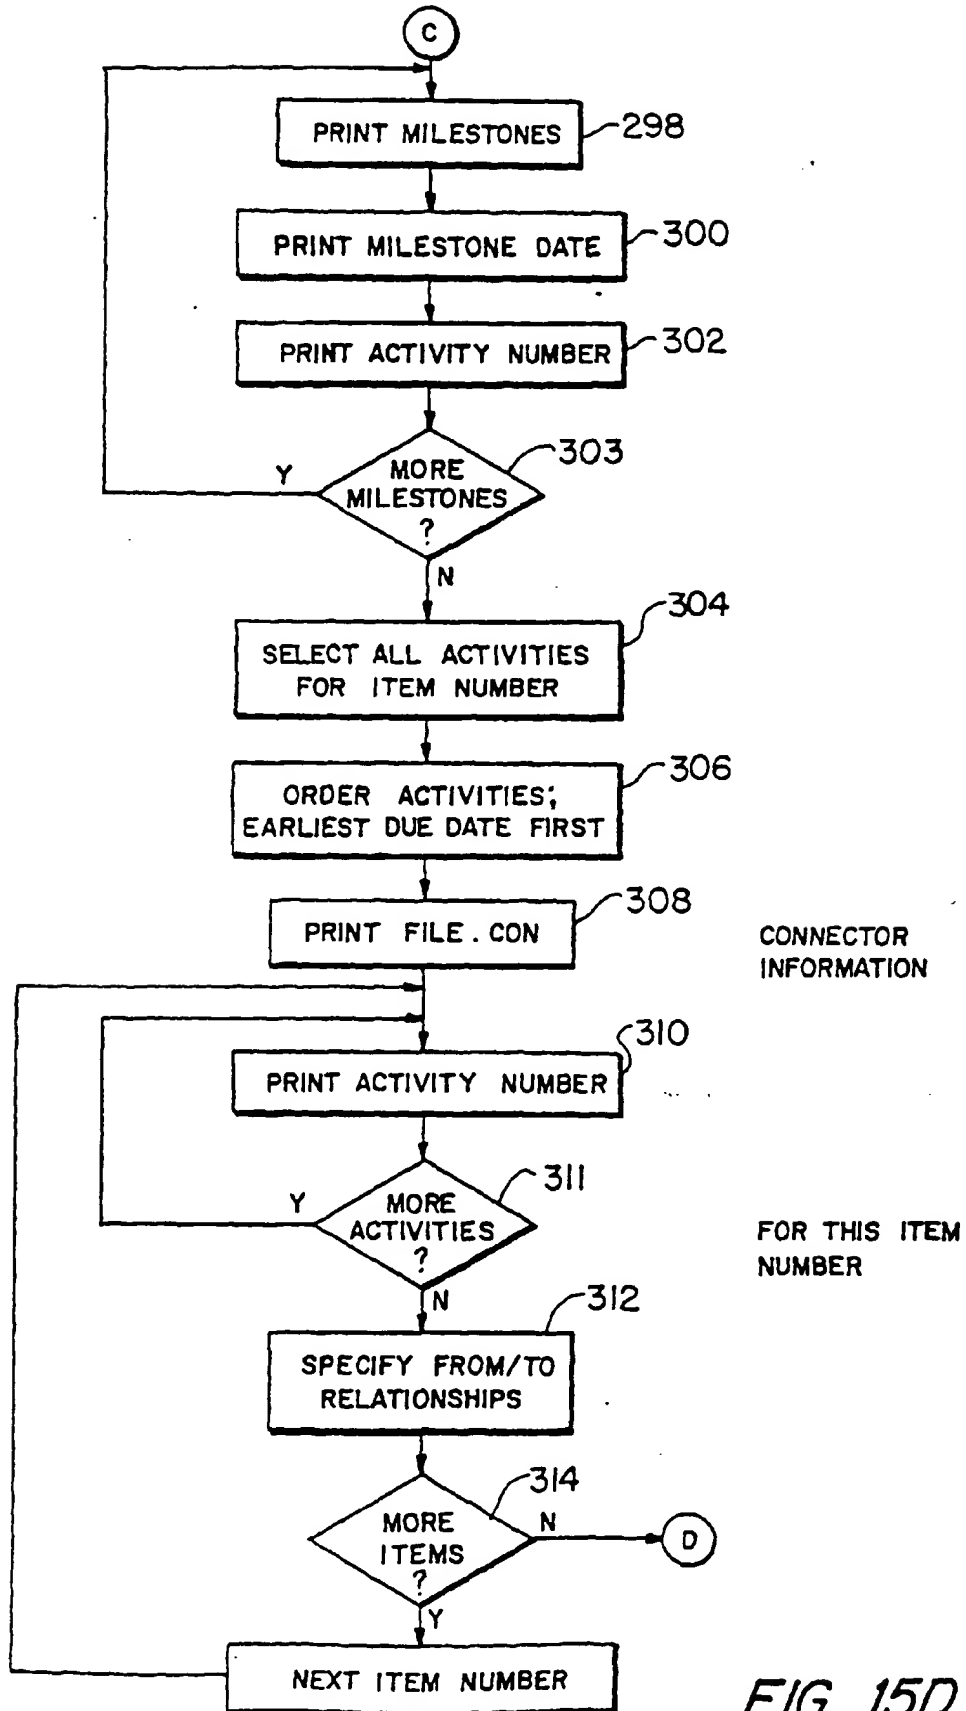 C
PRINT MILESTONES
298
PRINT MILESTONE DATE
300
PRINT ACTIVITY NUMBER
302
MORE
MILESTONES
?
303
Y
N
SELECT ALL ACTIVITIES
FOR ITEM NUMBER
304
ORDER ACTIVITIES;
EARLIEST DUE DATE FIRST
306
PRINT FILE.CON
308
CONNECTOR
INFORMATION
PRINT ACTIVITY NUMBER
310
MORE
ACTIVITIES
?
311
Y
N
FOR THIS ITEM
NUMBER
SPECIFY FROM/TO
RELATIONSHIPS
312
MORE
ITEMS
?
314
N
D
Y
NEXT ITEM NUMBER
FIG. 15D